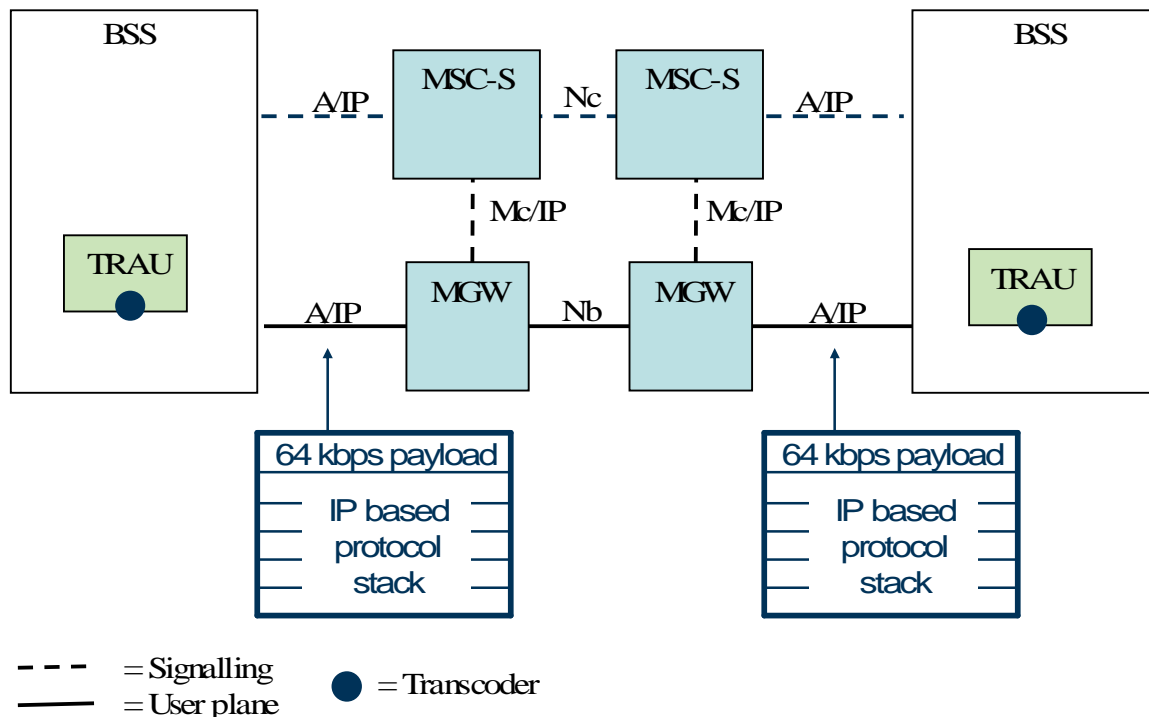 BSS
BSS
MSC-S
MSC-S
A/IP
Nc
A/IP
Mc/IP
Mc/IP
TRAU
TRAU
MGW
MGW
A/IP
Nb
A/IP
64 kbps payload
IP based
protocol
stack
64 kbps payload
IP based
protocol
stack
= Signalling
= User plane
= Transcoder